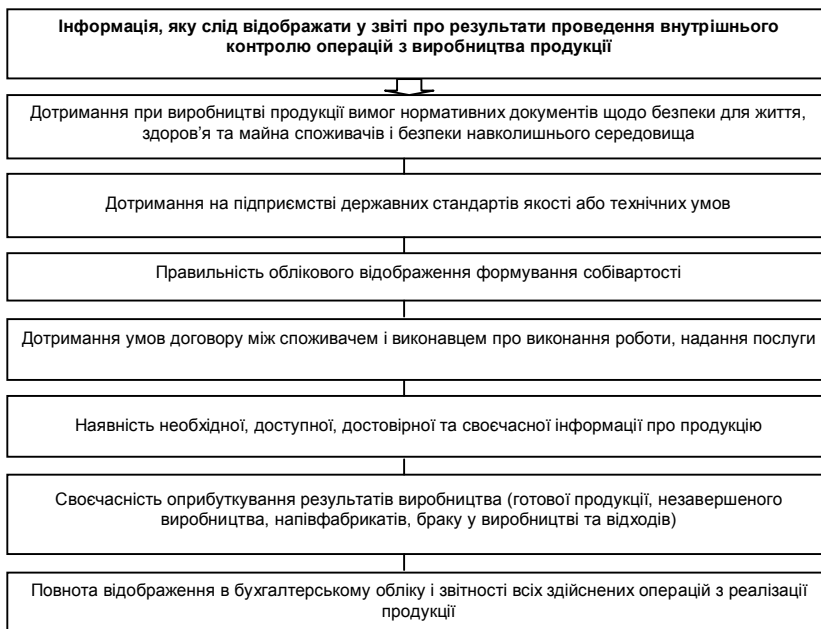 Інформація, яку слід відображати у звіті про результати проведення внутрішнього
контролю операцій з виробництва продукції
Дотримання при виробництві продукції вимог нормативних документів щодо безпеки для життя,
здоров’я та майна споживачів і безпеки навколишнього середовища
Дотримання на підприємстві державних стандартів якості або технічних умов
Правильність облікового відображення формування собівартості
Дотримання умов договору між споживачем і виконавцем про виконання роботи, надання послуги
Наявність необхідної, доступної, достовірної та своєчасної інформації про продукцію
Своєчасність оприбуткування результатів виробництва (готової продукції, незавершеного
виробництва, напівфабрикатів, браку у виробництві та відходів)
Повнота відображення в бухгалтерському обліку і звітності всіх здійснених операцій з реалізації
продукції